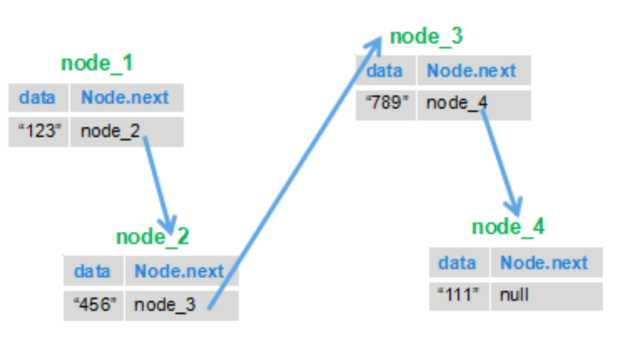 node_1
data Node.next
“123” node_2
node_2
data Node.next
“456” node_3
node_3
data Node.next
“789” node_4
node_4
data Node.next
“111” null